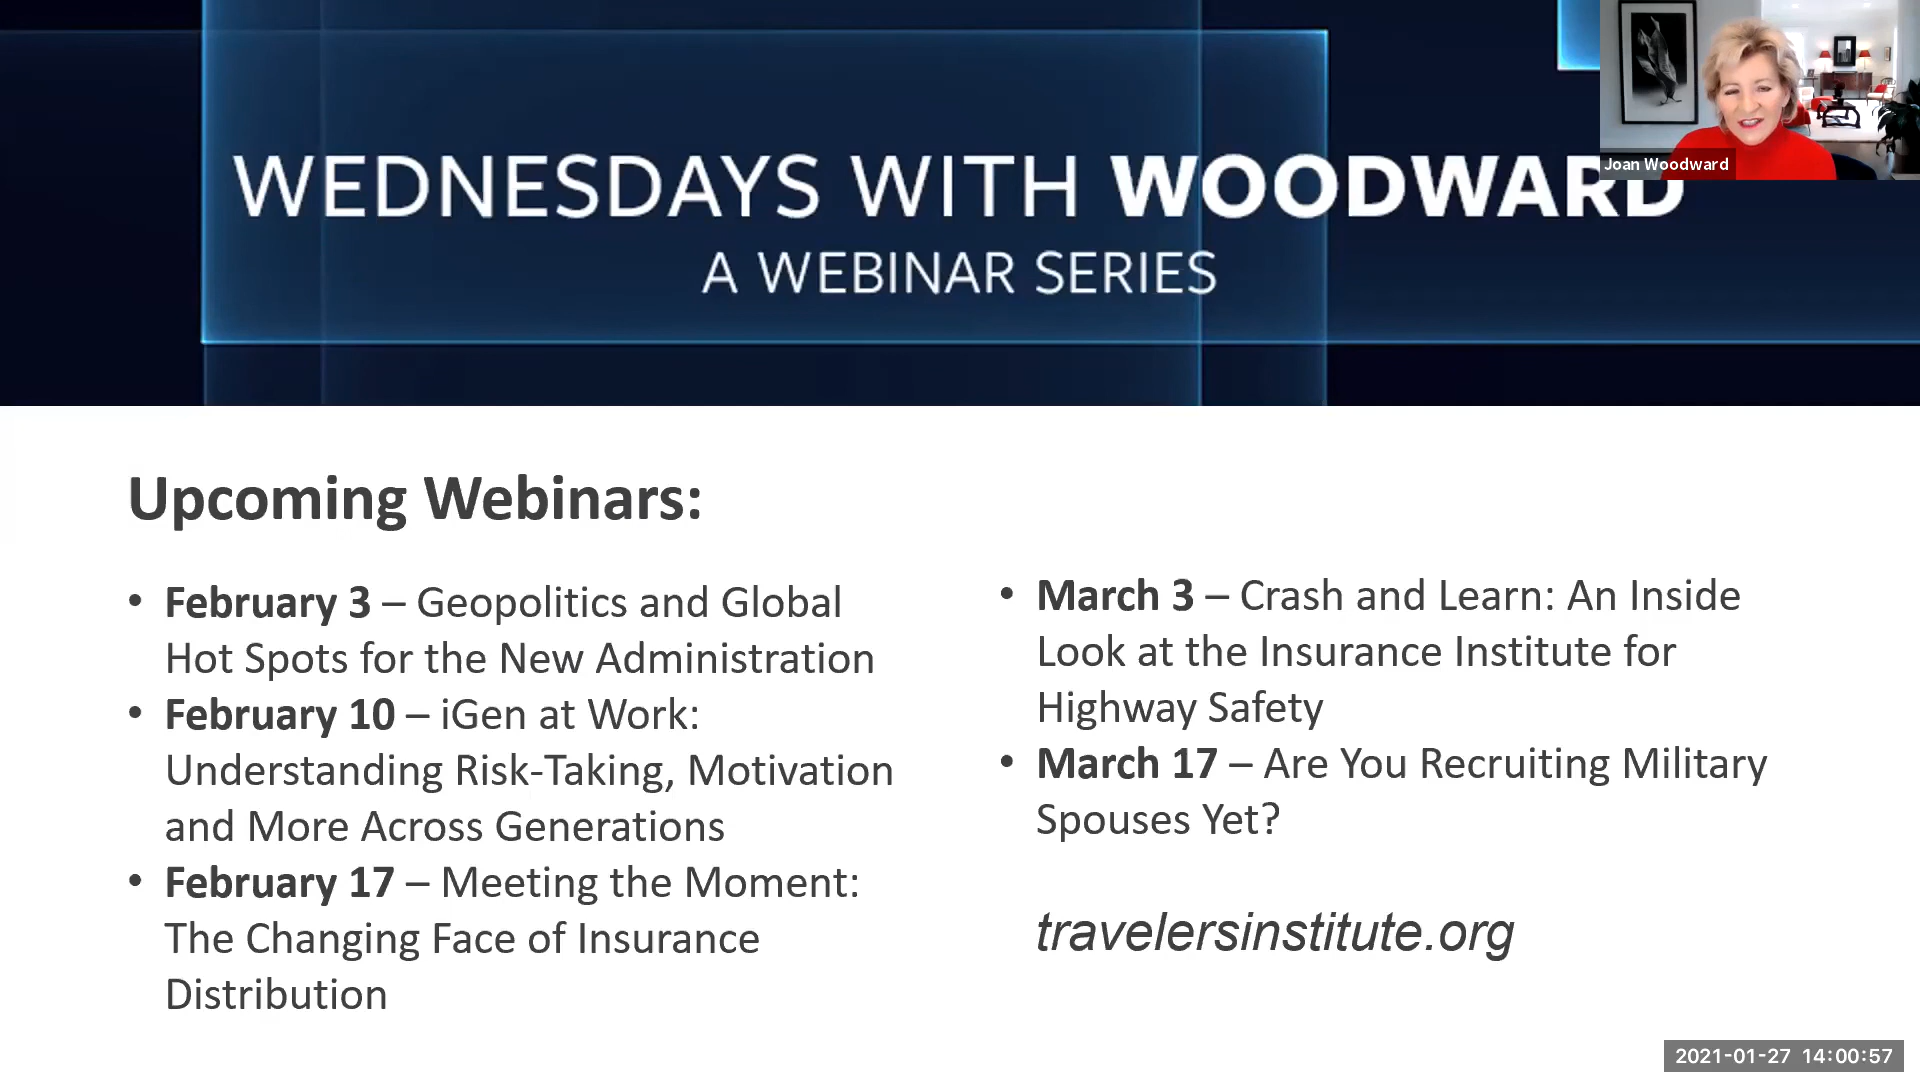 WEDNESDAYS WITH WOODWARD
A WEBINAR SERIES
Joan Woodward
Upcoming Webinars:
• February 3 – Geopolitics and Global
Hot Spots for the New Administration
• February 10 – iGen at Work:
Understanding Risk-Taking, Motivation
and More Across Generations
• February 17 – Meeting the Moment:
The Changing Face of Insurance
Distribution
• March 3 – Crash and Learn: An Inside
Look at the Insurance Institute for
Highway Safety
• March 17 – Are You Recruiting Military
Spouses Yet?
travelersinstitute.org
2021-01-27 14:00:57